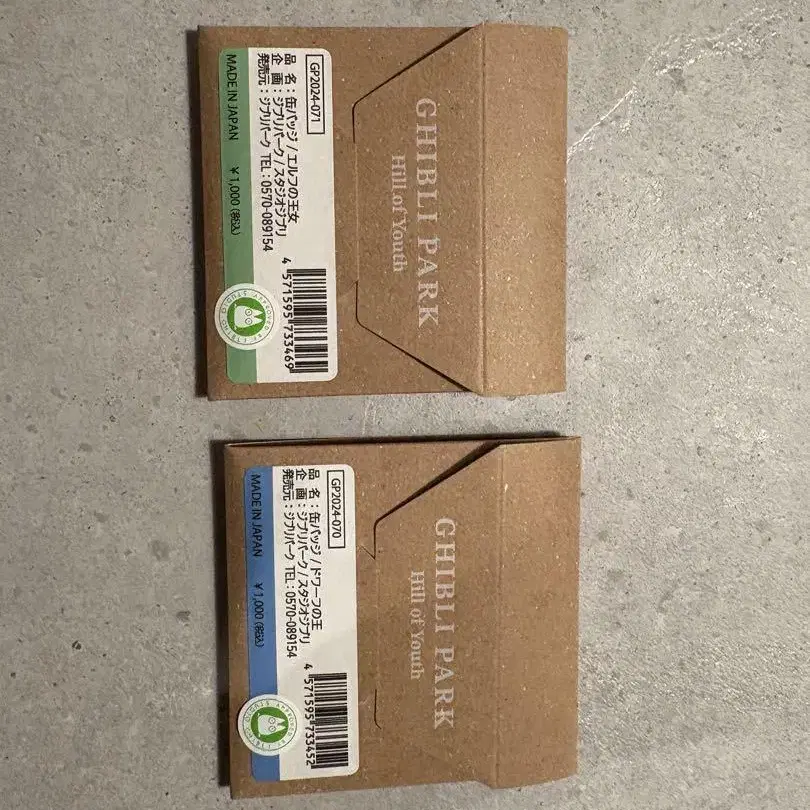 GHIBLI PARK
Hill of Youth
GP2024-071
品 名：缶バッジ/エルフの王女
企 画：ジブリパーク/スタジオジブリ
発売元：ジブリパーク TEL：0570-089154
4 571595 733469
MADE IN JAPAN ￥1,000(税込)
APPROVED BY STUDIO GHIBLI
GHIBLI PARK
Hill of Youth
GP2024-070
品 名：缶バッジ/ドワーフの王
企 画：ジブリパーク/スタジオジブリ
発売元：ジブリパーク TEL：0570-089154
4 571595 733452
MADE IN JAPAN ￥1,000(税込)